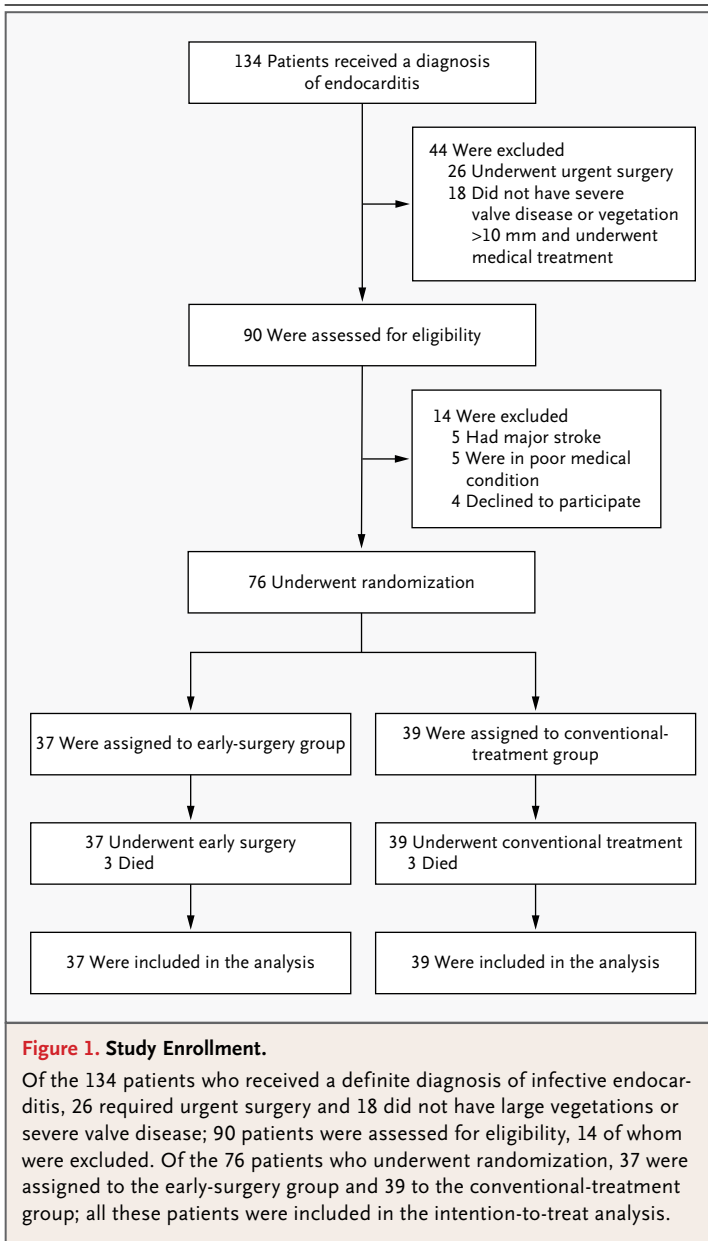 134 Patients received a diagnosis
of endocarditis
44 Were excluded
26 Underwent urgent surgery
18 Did not have severe
valve disease or vegetation
>10 mm and underwent
medical treatment
90 Were assessed for eligibility
14 Were excluded
5 Had major stroke
5 Were in poor medical
condition
4 Declined to participate
76 Underwent randomization
37 Were assigned to early-surgery group
39 Were assigned to conventional-
treatment group
37 Underwent early surgery
3 Died
39 Underwent conventional treatment
3 Died
37 Were included in the analysis
39 Were included in the analysis
Figure 1. Study Enrollment.
Of the 134 patients who received a definite diagnosis of infective endocar-
ditis, 26 required urgent surgery and 18 did not have large vegetations or
severe valve disease; 90 patients were assessed for eligibility, 14 of whom
were excluded. Of the 76 patients who underwent randomization, 37 were
assigned to the early-surgery group and 39 to the conventional-treatment
group; all these patients were included in the intention-to-treat analysis.